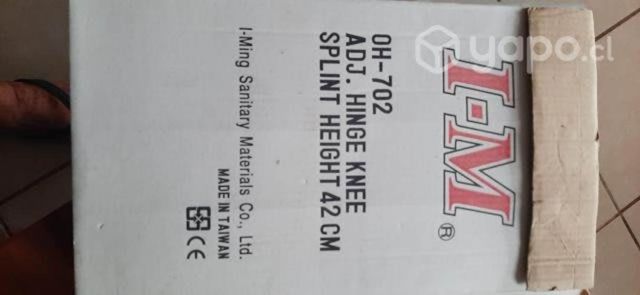 yapo.cl
I-M®
OH-702
ADJ. HINGE KNEE
SPLINT HEIGHT 42 CM
I-Ming Sanitary Materials Co., Ltd.
MADE IN TAIWAN
CE